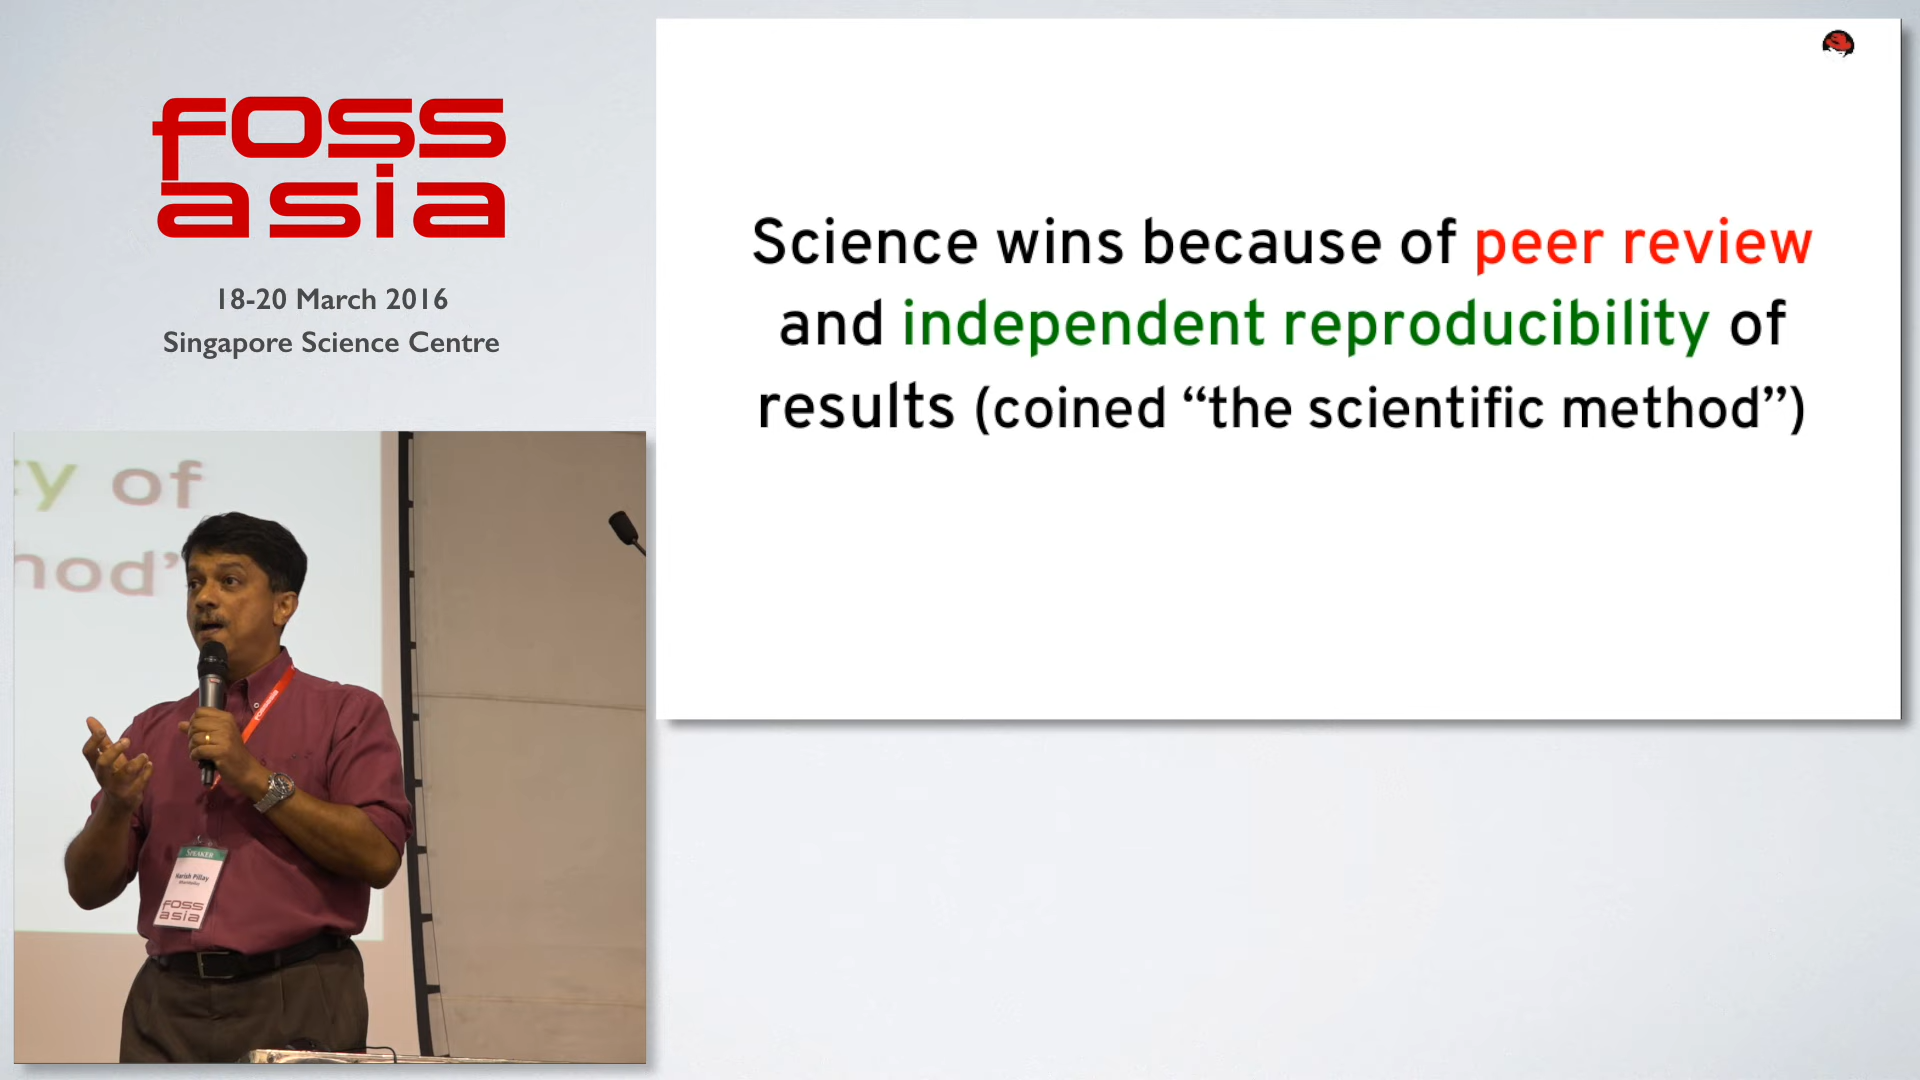 foss
asia
18-20 March 2016
Singapore Science Centre
Science wins because of peer review
and independent reproducibility of
results (coined “the scientific method”)
y of
hod”
SPEAKER
Harish Pillay
foss
asia